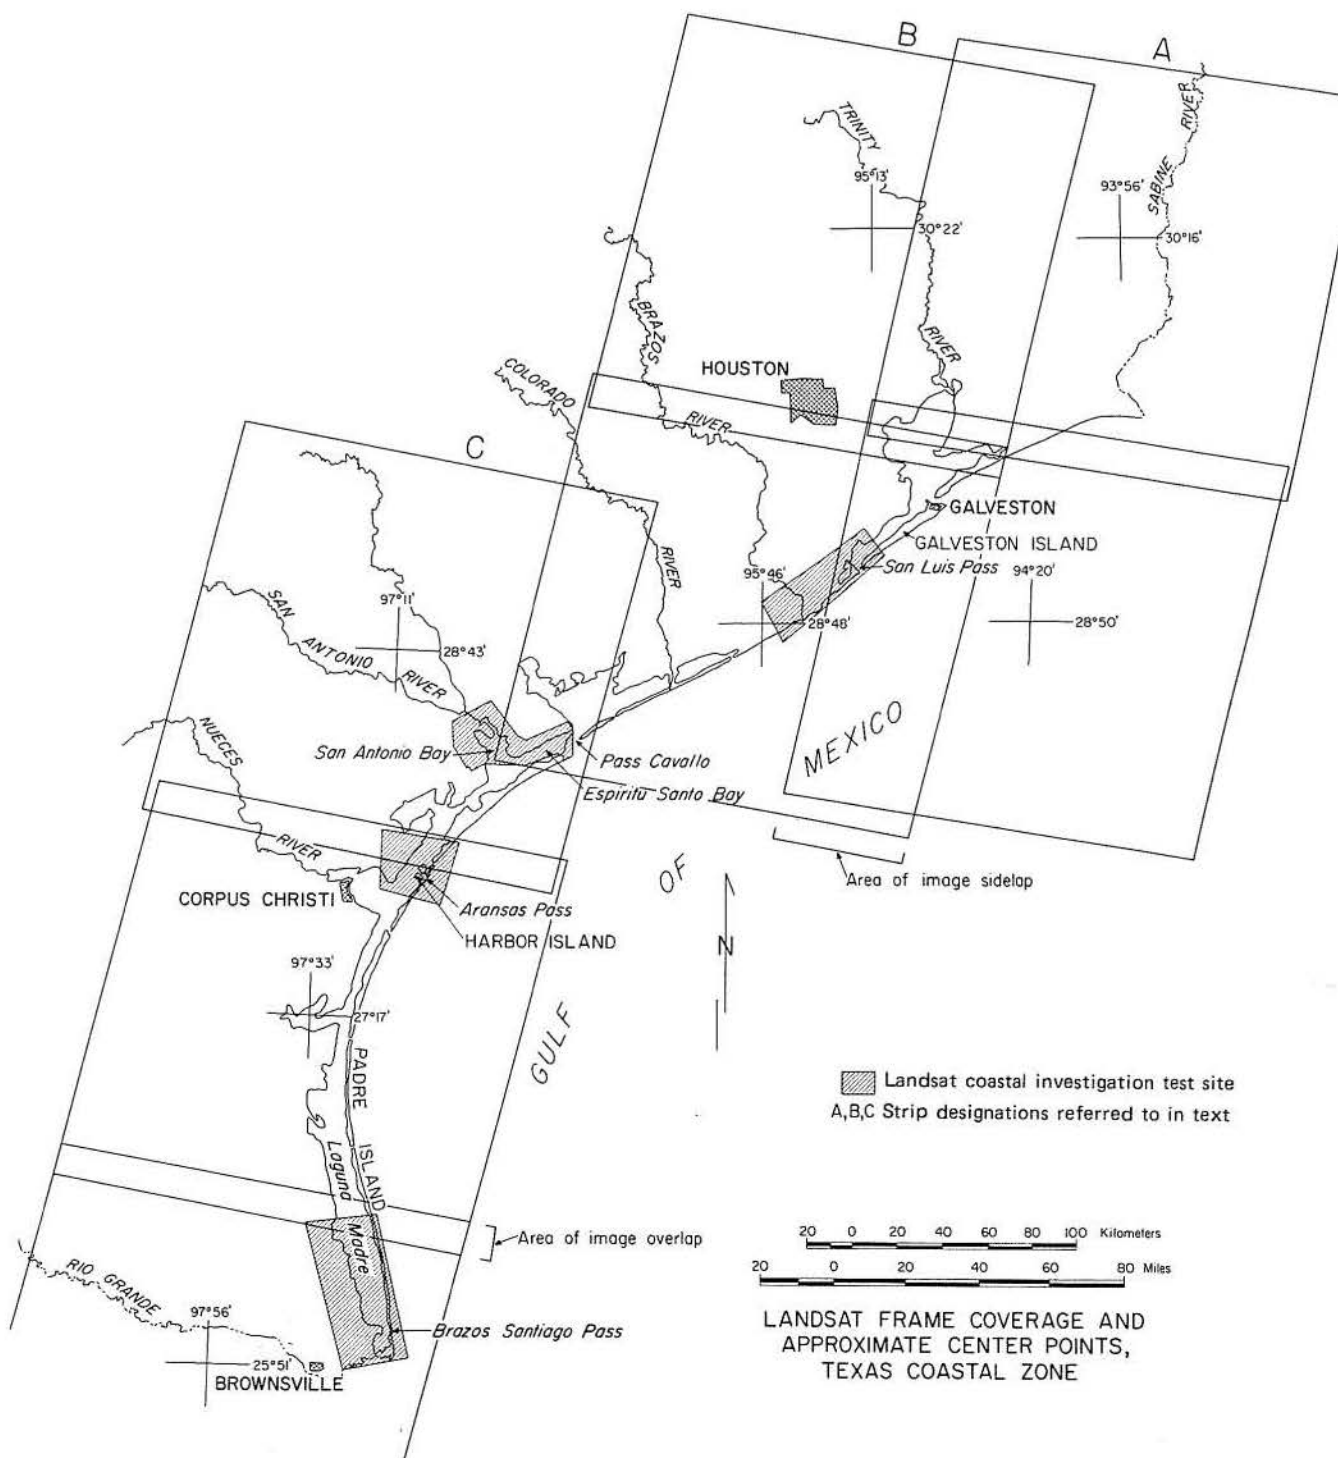 B
A
TRINITY
SABINE RIVER
95°13'
93°56'
30°22'
30°16'
BRAZOS
RIVER
HOUSTON
COLORADO
RIVER
C
GALVESTON
GALVESTON ISLAND
San Luis Pass
RIVER
95°46'
94°20'
28°48'
28°50'
SAN
97°11'
ANTONIO
28°43'
RIVER
NUECES
MEXICO
San Antonio Bay
Pass Cavallo
Espiritu Santo Bay
RIVER
OF
Area of image sidelap
CORPUS CHRISTI
Aransas Pass
HARBOR ISLAND
N
97°33'
27°17'
GULF
PADRE
ISLAND
Laguna
Madre
Landsat coastal investigation test site
A,B,C Strip designations referred to in text
Area of image overlap
RIO GRANDE
97°56'
Brazos Santiago Pass
25°51'
BROWNSVILLE
20 0 20 40 60 80 100 Kilometers
20 0 20 40 60 80 Miles
LANDSAT FRAME COVERAGE AND
APPROXIMATE CENTER POINTS,
TEXAS COASTAL ZONE